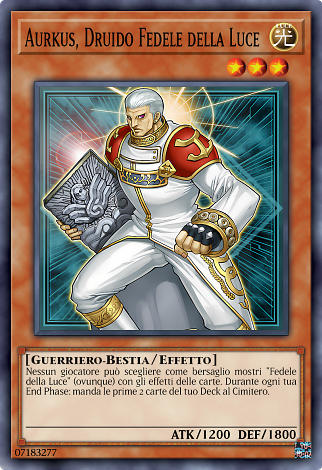 Aurkus, Druido Fedele della Luce
光
[Guerriero-Bestia/Effetto]
Nessun giocatore può scegliere come bersaglio mostri "Fedele
della Luce" (ovunque) con gli effetti delle carte. Durante ogni tua
End Phase: manda le prime 2 carte del tuo Deck al Cimitero.
ATK/1200 DEF/1800
07183277